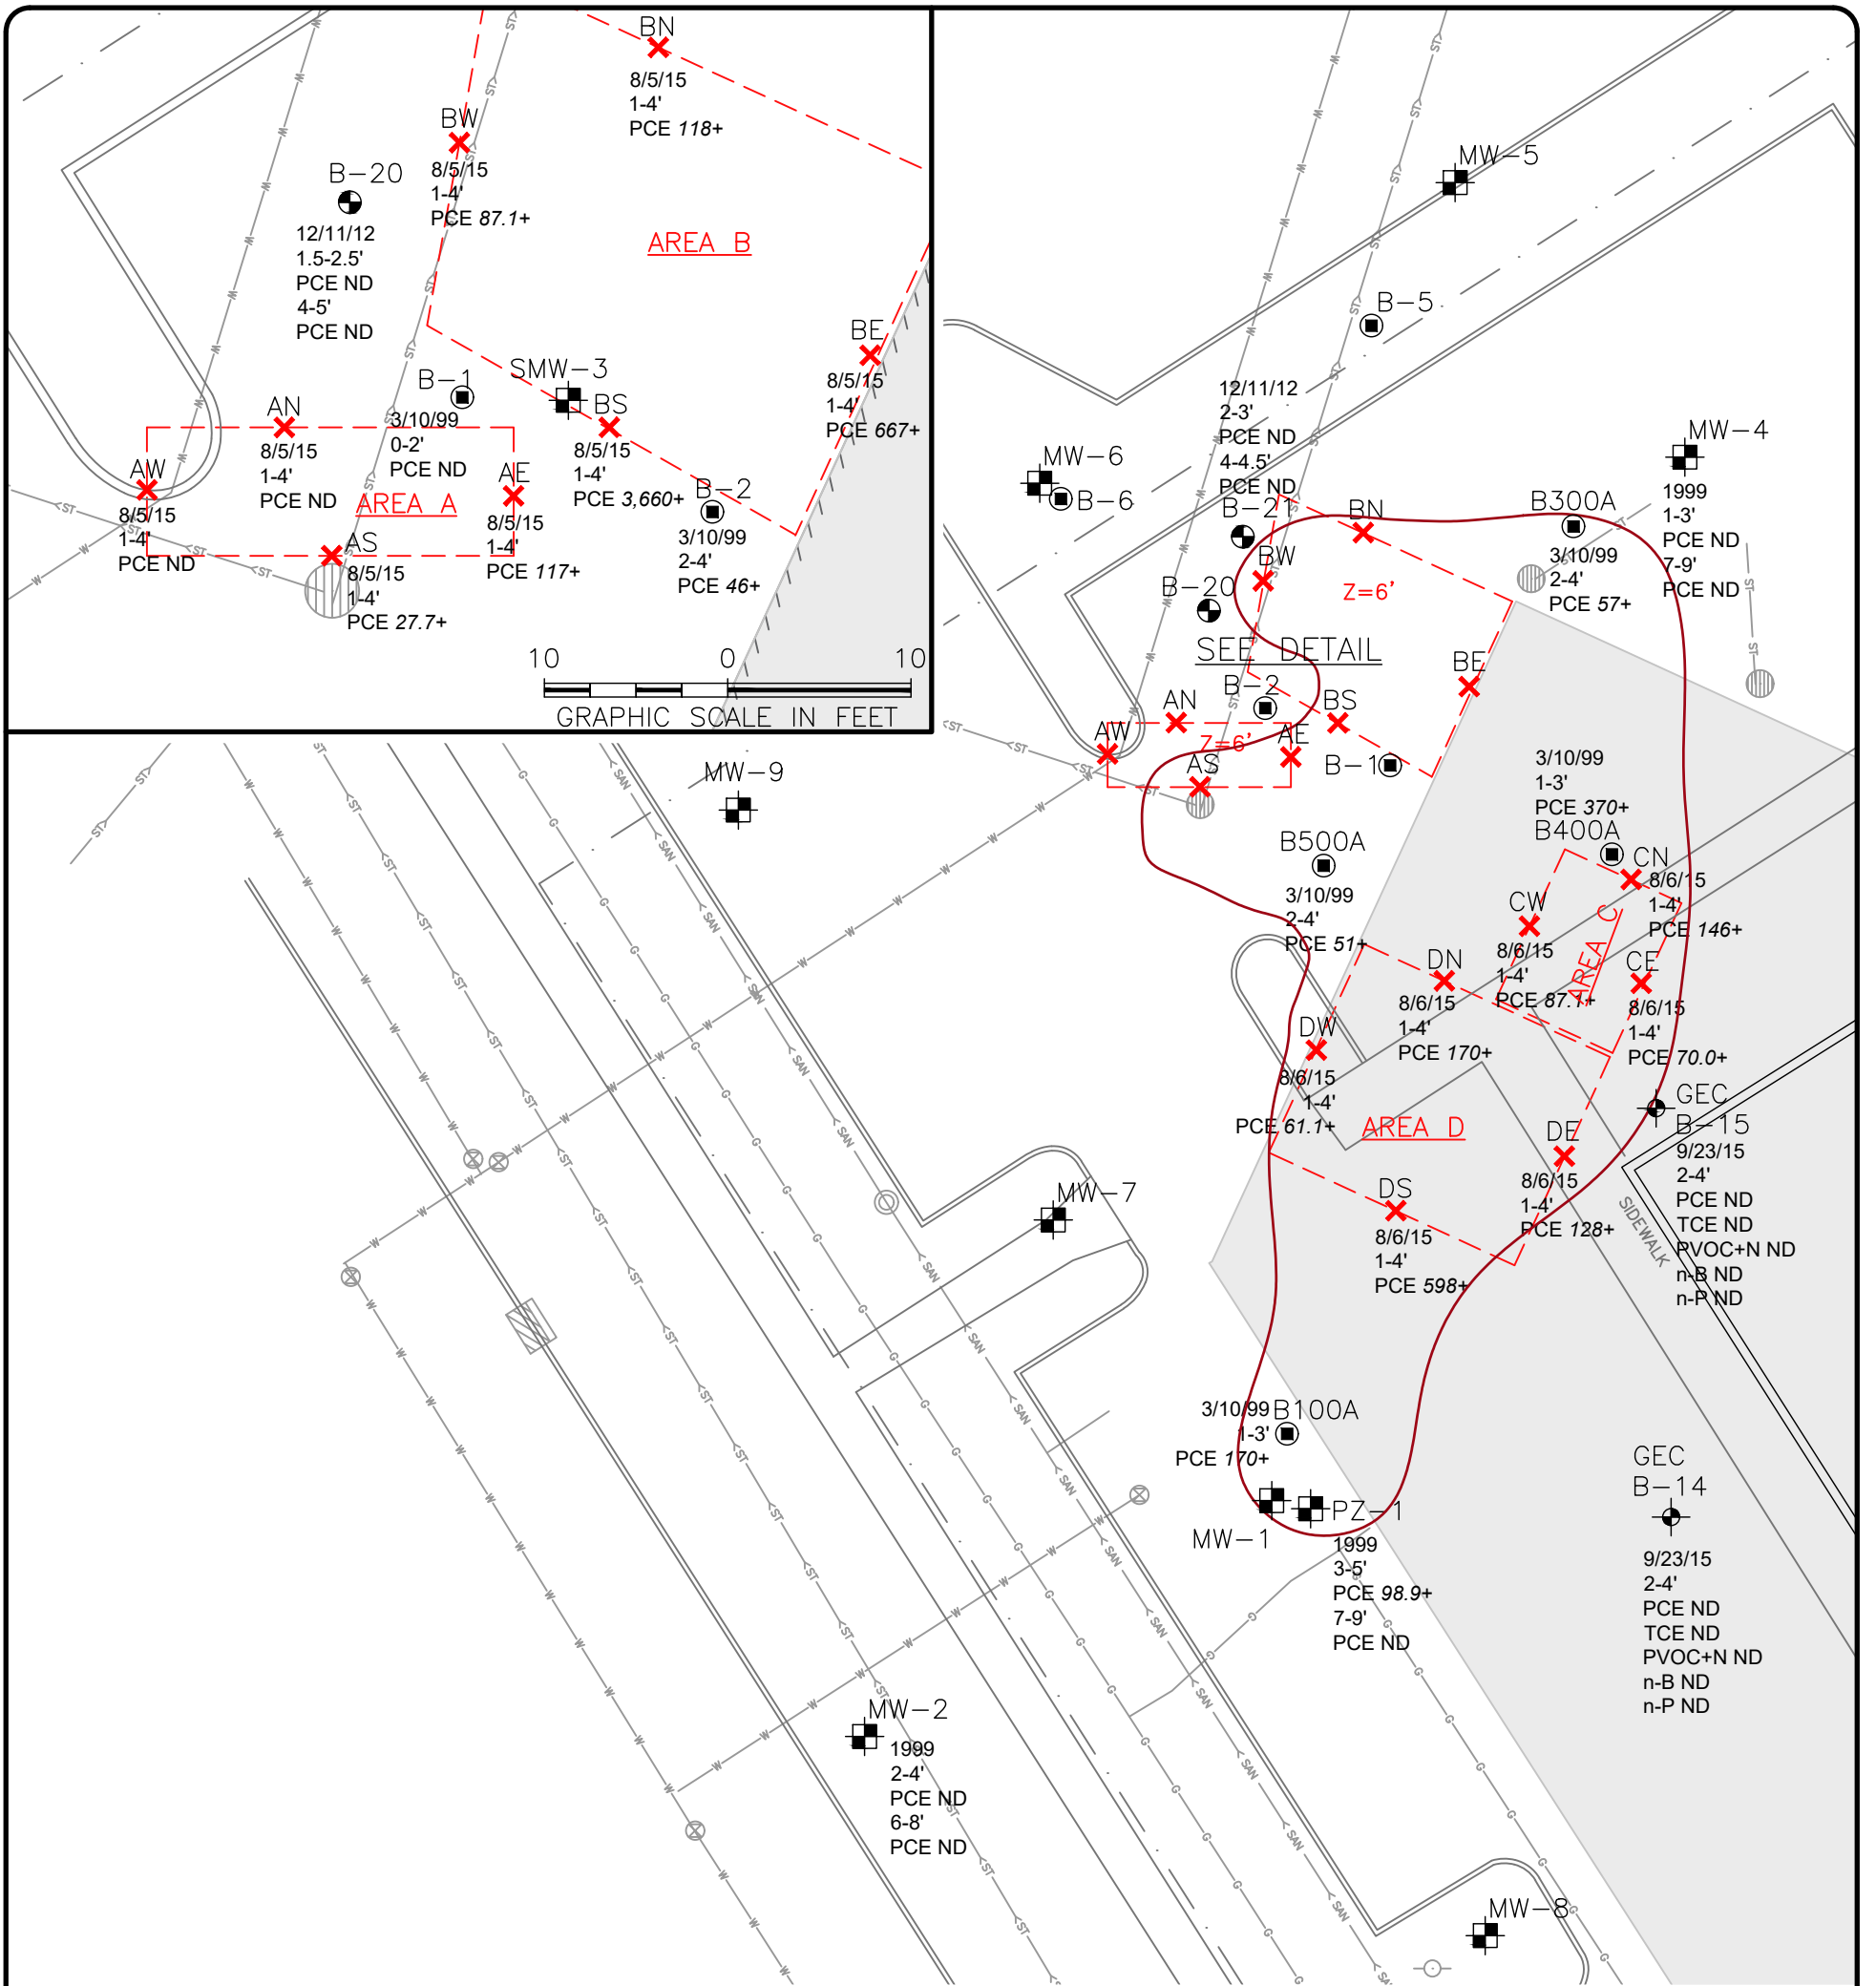 BN
8/5/15
1-4'
PCE 118+
BW
8/5/15
1-4'
PCE 87.1+
B-20
12/11/12
1.5-2.5'
PCE ND
4-5'
PCE ND
AREA B
BE
8/5/15
1-4'
PCE 667+
SMW-3
BS
8/5/15
1-4'
PCE 3,660+
B-1
3/10/99
0-2'
PCE ND
AN
8/5/15
1-4'
PCE ND
AW
8/5/15
1-4'
PCE ND
AREA A
AE
8/5/15
1-4'
PCE 117+
AS
8/5/15
1-4'
PCE 27.7+
B-2
3/10/99
2-4'
PCE 46+
10 0 10
GRAPHIC SCALE IN FEET
MW-5
B-5
12/11/12
2-3'
PCE ND
4-4.5'
PCE ND
B-21
MW-6
B-6
MW-4
1999
1-3'
PCE ND
7-9'
PCE ND
B300A
3/10/99
2-4'
PCE 57+
BN
BW
Z=6'
B-20
SEE DETAIL
BE
B-2
BS
AN
AW
Z=6'
AE
AS
B-1
MW-9
3/10/99
1-3'
PCE 370+
B400A
CN
8/6/15
1-4'
PCE 146+
B500A
3/10/99
2-4'
PCE 51+
CW
8/6/15
1-4'
PCE 87.1+
AREA C
CE
8/6/15
1-4'
PCE 70.0+
DN
8/6/15
1-4'
PCE 170+
DW
8/6/15
1-4'
PCE 61.1+
AREA D
DE
8/6/15
1-4'
PCE 128+
DS
8/6/15
1-4'
PCE 598+
GEC
B-15
9/23/15
2-4'
PCE ND
TCE ND
PVOC+N ND
n-B ND
n-P ND
SIDEWALK
MW-7
3/10/99
1-3'
PCE 170+
B100A
MW-1
PZ-1
1999
3-5'
PCE 98.9+
7-9'
PCE ND
GEC
B-14
9/23/15
2-4'
PCE ND
TCE ND
PVOC+N ND
n-B ND
n-P ND
MW-2
1999
2-4'
PCE ND
6-8'
PCE ND
MW-8